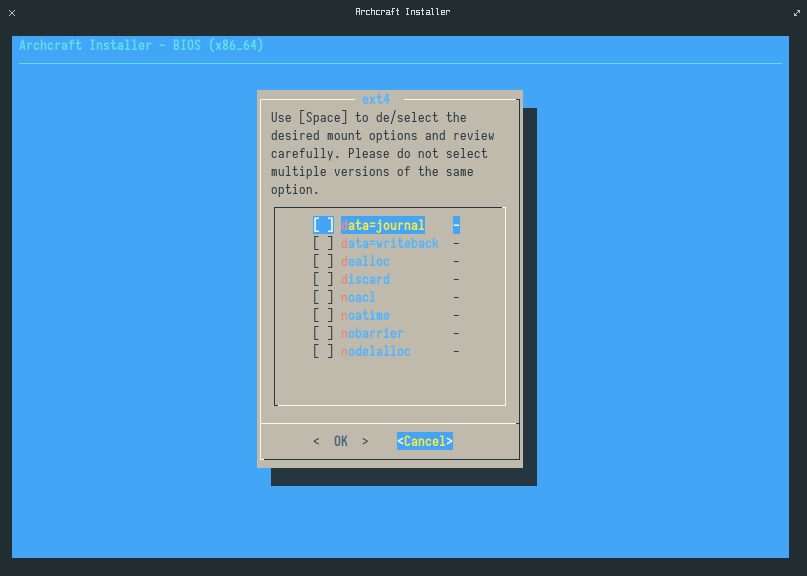 Archcraft Installer
Archcraft Installer - BIOS (x86_64)
ext4
Use [Space] to de/select the
desired mount options and review
carefully. Please do not select
multiple versions of the same
option.
[ ] data=journal -
[ ] data=writeback -
[ ] dealloc -
[ ] discard -
[ ] noacl -
[ ] noatime -
[ ] nobarrier -
[ ] nodelalloc -
< OK > <Cancel>